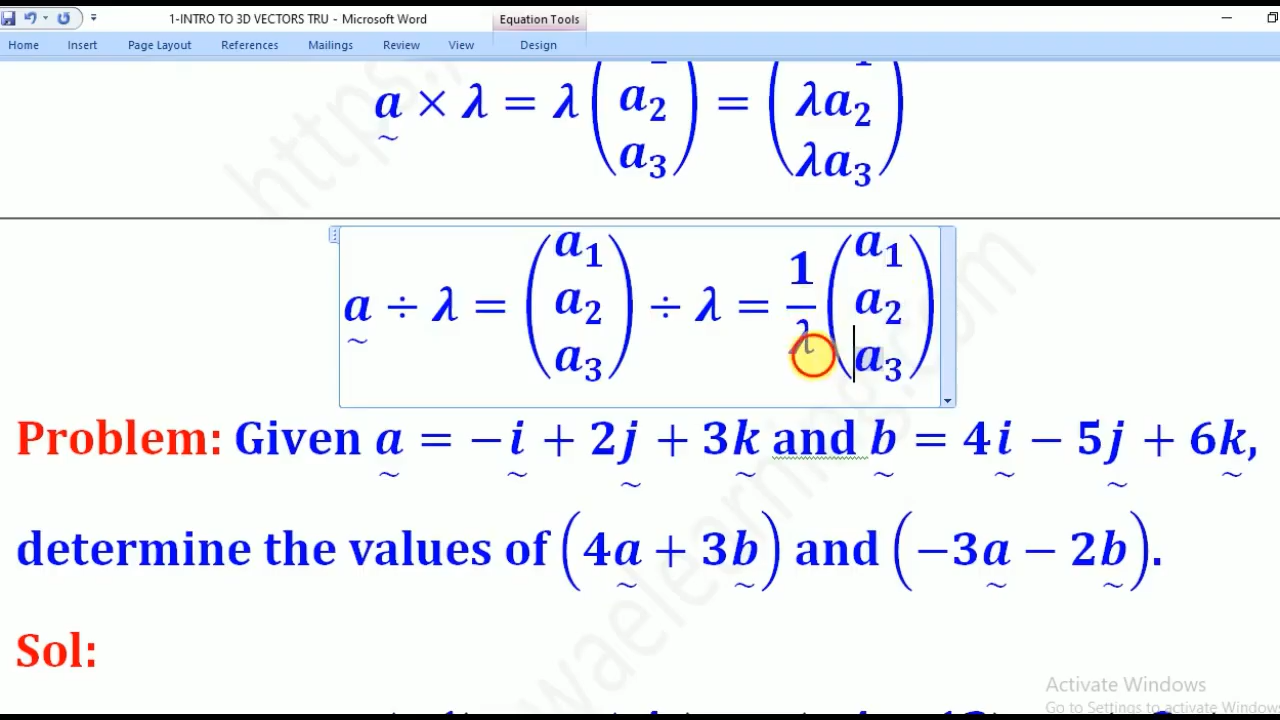 1-INTRO TO 3D VECTORS TRU - Microsoft Word
Equation Tools
Home Insert Page Layout References Mailings Review View Design
a × λ = λ(a₂ a₃) = (λa₂ λa₃)
a ÷ λ = (a₁ a₂ a₃) ÷ λ = 1/λ (a₁ a₂ a₃)
Problem: Given a = −i + 2j + 3k and b = 4i − 5j + 6k,
determine the values of (4a + 3b) and (−3a − 2b).
Sol:
Activate Windows
Go to Settings to activate Windows